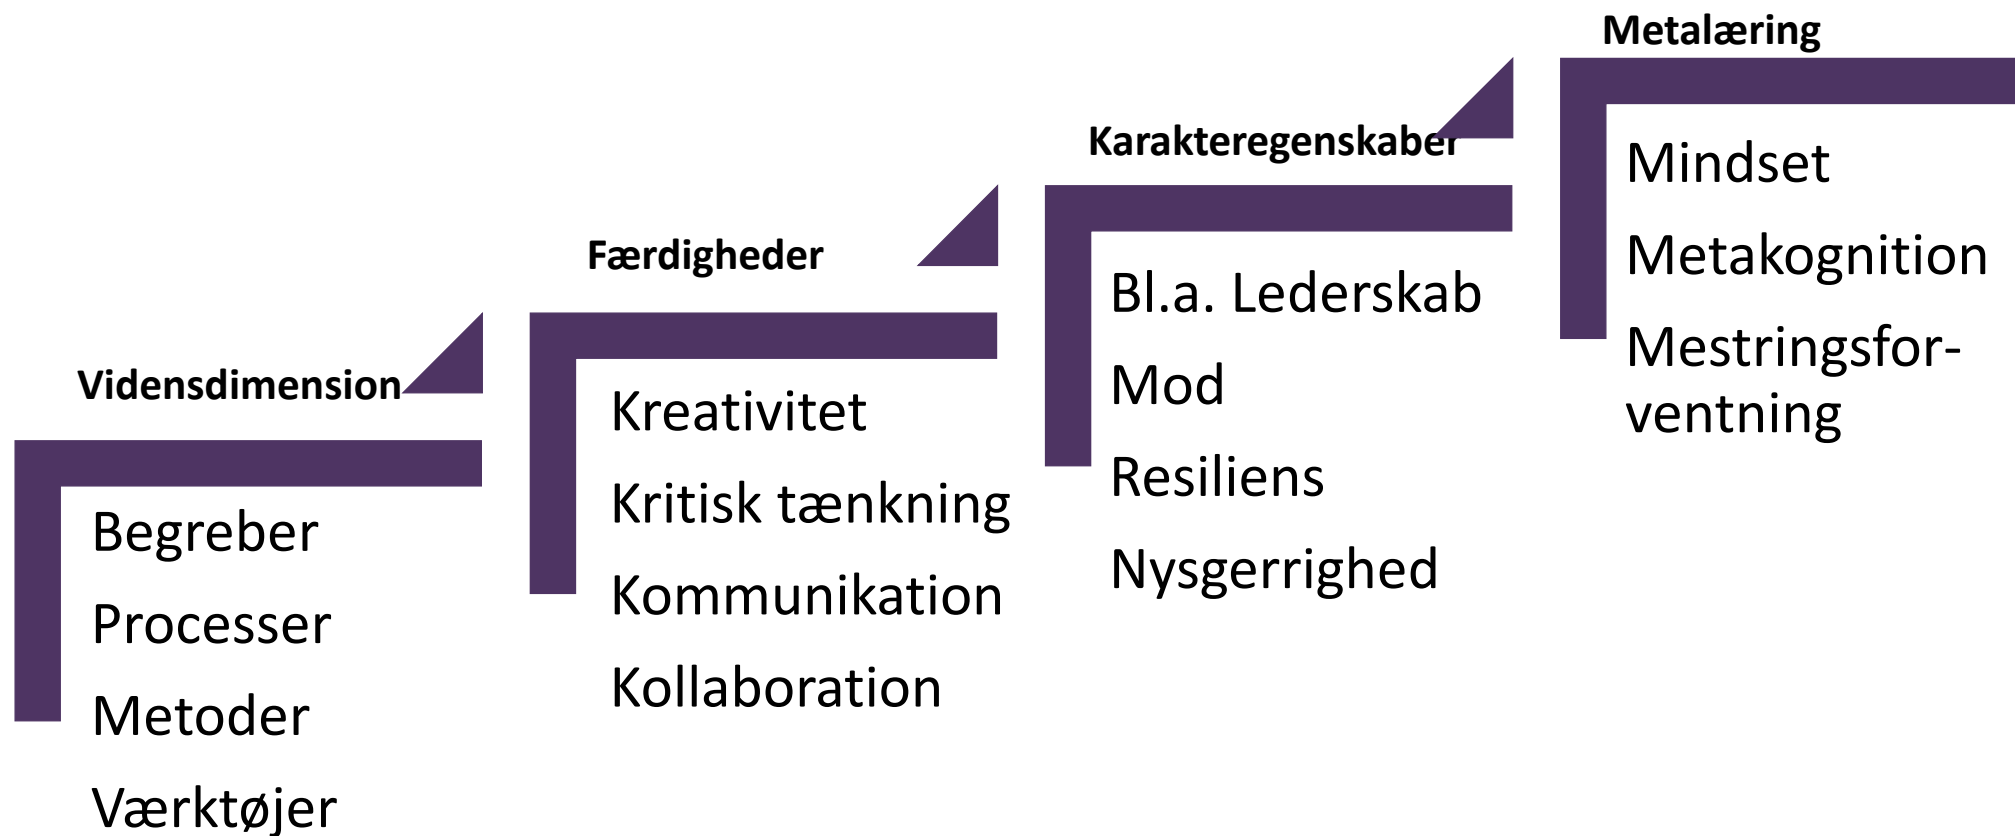 Vidensdimension
Begreber
Processer
Metoder
Værktøjer
Færdigheder
Kreativitet
Kritisk tænkning
Kommunikation
Kollaboration
Karakteregenskaber
Bl.a. Lederskab
Mod
Resiliens
Nysgerrighed
Metalæring
Mindset
Metakognition
Mestringsfor-
ventning